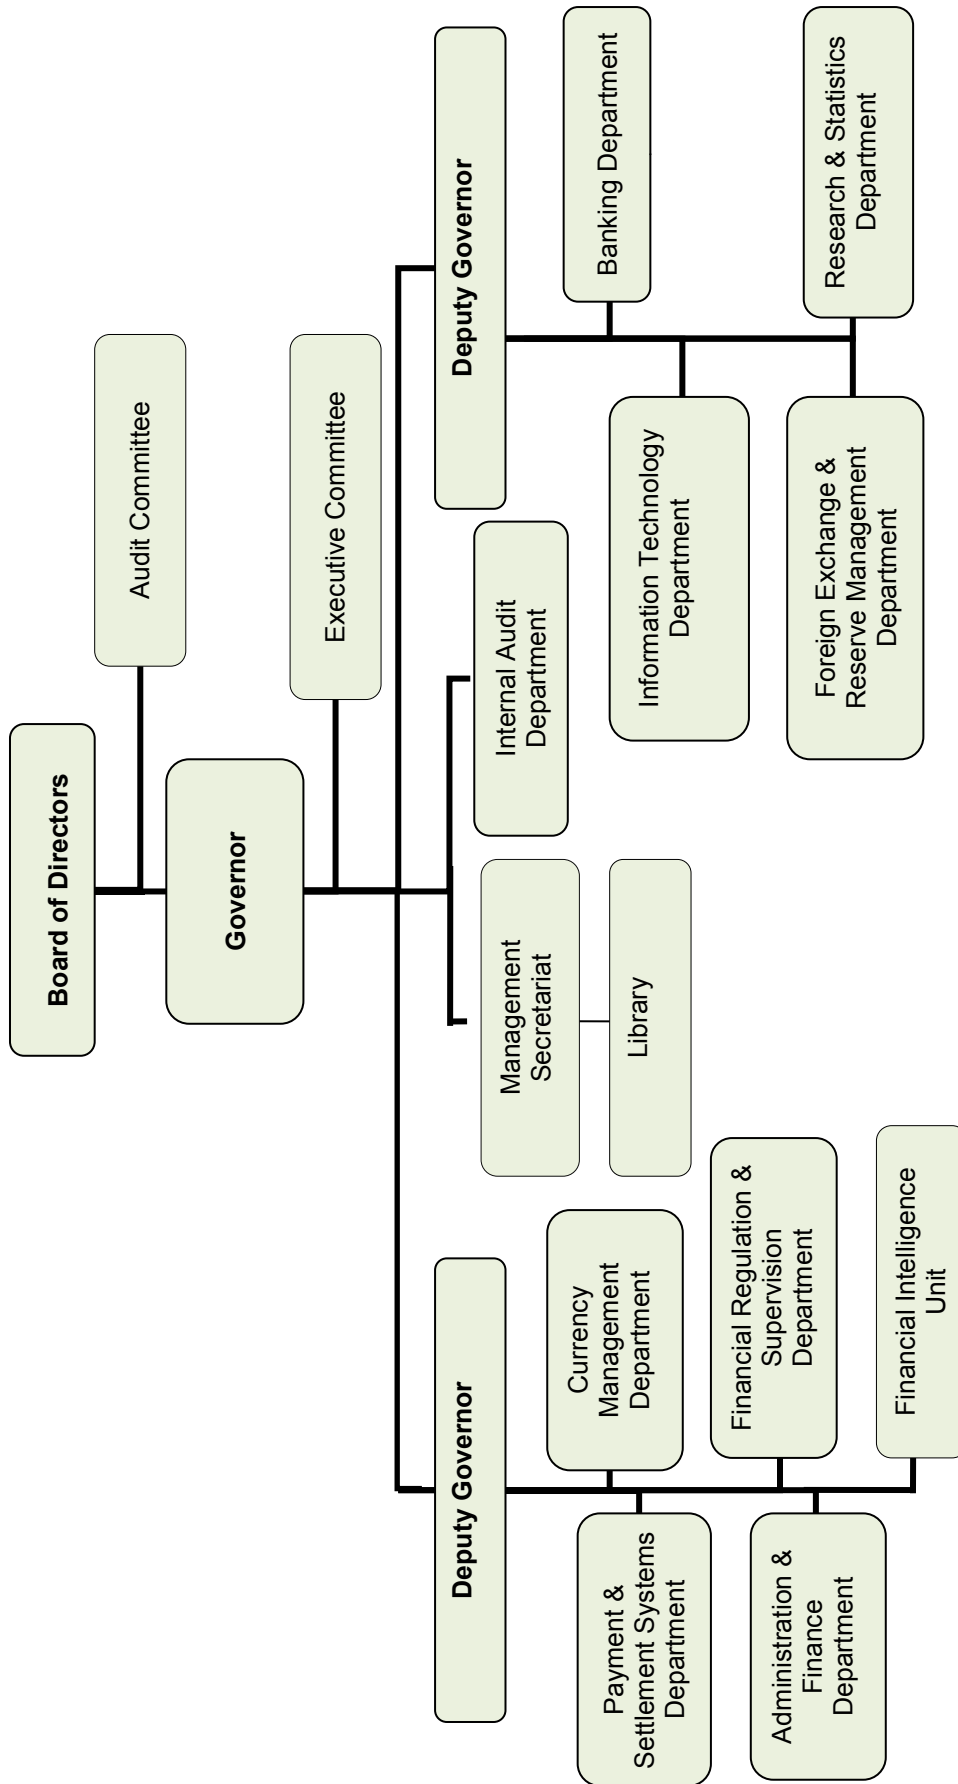 Board of Directors
Audit Committee
Governor
Executive Committee
Deputy Governor
Deputy Governor
Management
Secretariat
Internal Audit
Department
Library
Currency
Management
Department
Payment &
Settlement Systems
Department
Financial Regulation &
Supervision
Department
Administration &
Finance
Department
Financial Intelligence
Unit
Banking Department
Information Technology
Department
Research & Statistics
Department
Foreign Exchange &
Reserve Management
Department